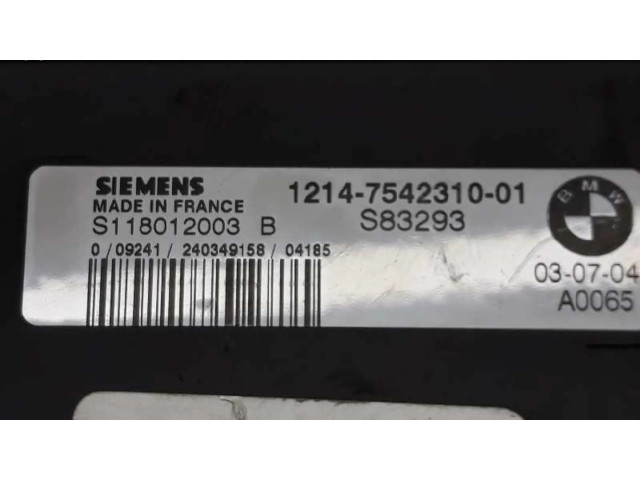 SIEMENS
MADE IN FRANCE
S118012003 B
0 / 09241 / 240349158 / 04185
1214-7542310-01
S83293
BMW
03-07-04
A0065